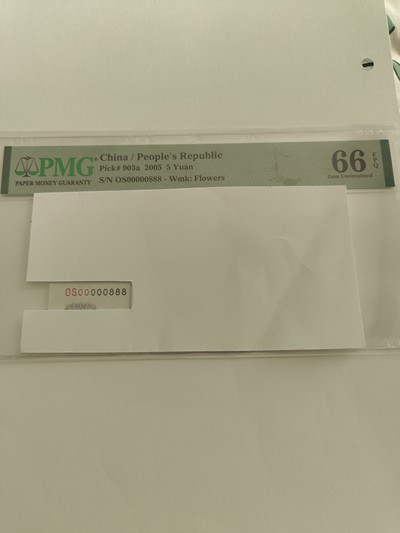 PMG
PAPER MONEY GUARANTY
China / People's Republic
Pick# 903a 2005 5 Yuan
S/N OS00000888 - Wmk: Flowers
66 EPQ
Gem Uncirculated
OS00000888